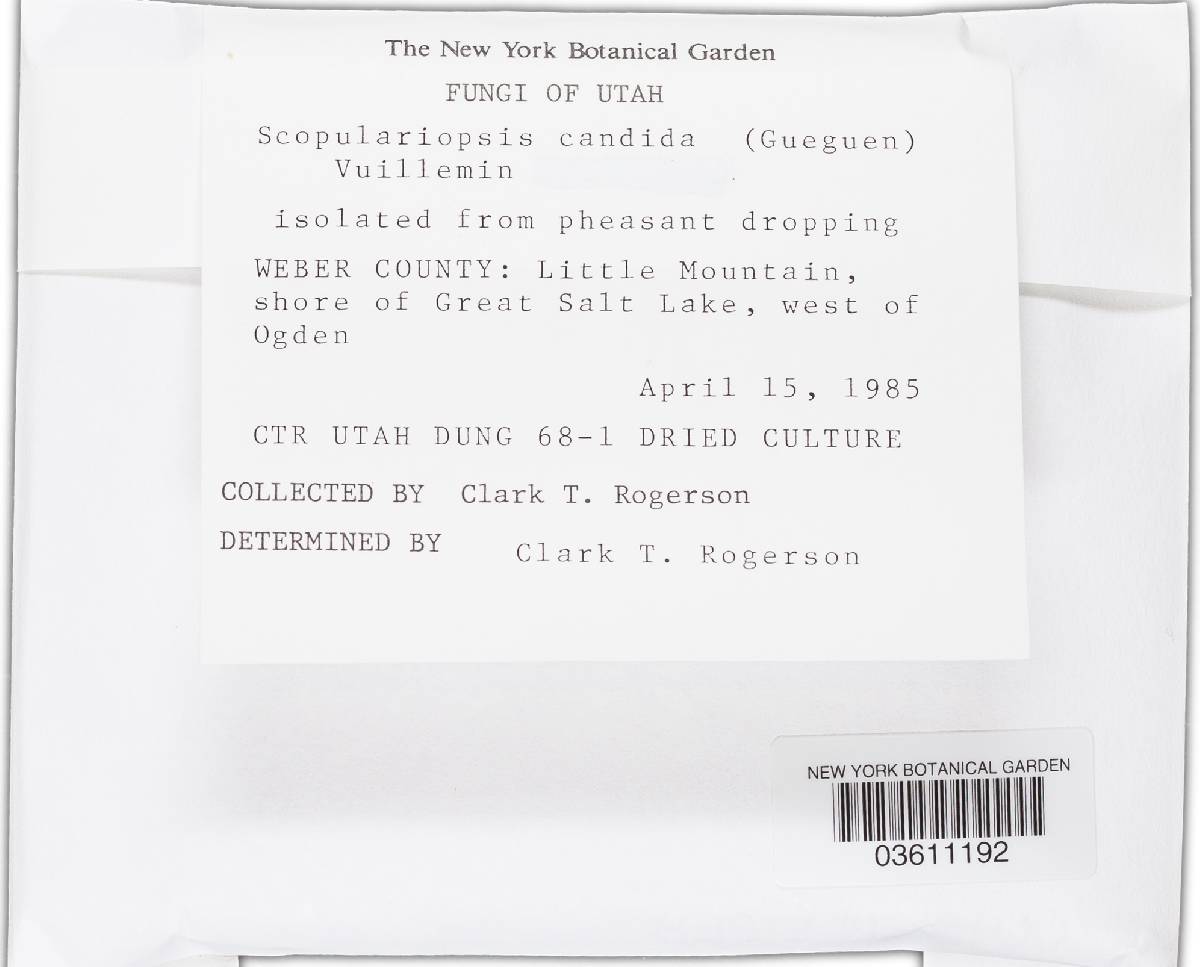 The New York Botanical Garden
FUNGI OF UTAH
Scopulariopsis candida (Gueguen)
Vuillemin
isolated from pheasant dropping
WEBER COUNTY: Little Mountain,
shore of Great Salt Lake, west of
Ogden
April 15, 1985
CTR UTAH DUNG 68-1 DRIED CULTURE
COLLECTED BY Clark T. Rogerson
DETERMINED BY Clark T. Rogerson
NEW YORK BOTANICAL GARDEN
03611192